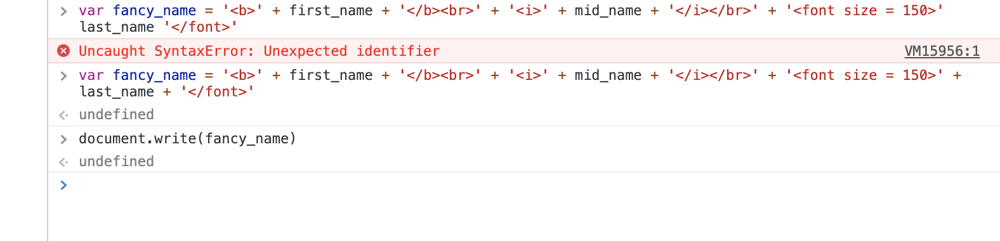 > var fancy_name = '<b>' + first_name + '</b><br>' + '<i>' + mid_name + '</i></br>' + '<font size = 150>'
last_name '</font>'
Uncaught SyntaxError: Unexpected identifier VM15956:1
> var fancy_name = '<b>' + first_name + '</b><br>' + '<i>' + mid_name + '</i></br>' + '<font size = 150>' +
last_name + '</font>'
undefined
> document.write(fancy_name)
undefined
>